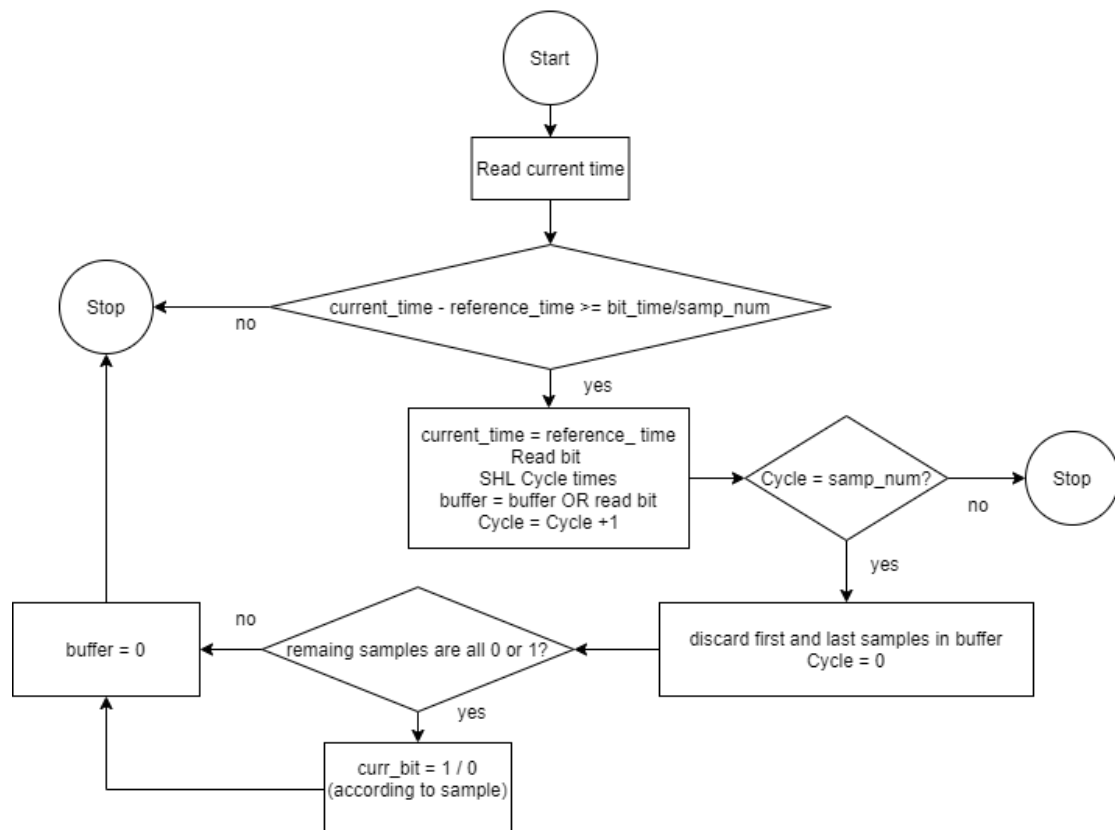 Start
Read current time
current_time - reference_time >= bit_time/samp_num
Stop
no
yes
current_time = reference_ time
Read bit
SHL Cycle times
buffer = buffer OR read bit
Cycle = Cycle +1
Cycle = samp_num?
no
Stop
yes
discard first and last samples in buffer
Cycle = 0
remaing samples are all 0 or 1?
no
buffer = 0
yes
curr_bit = 1 / 0
(according to sample)